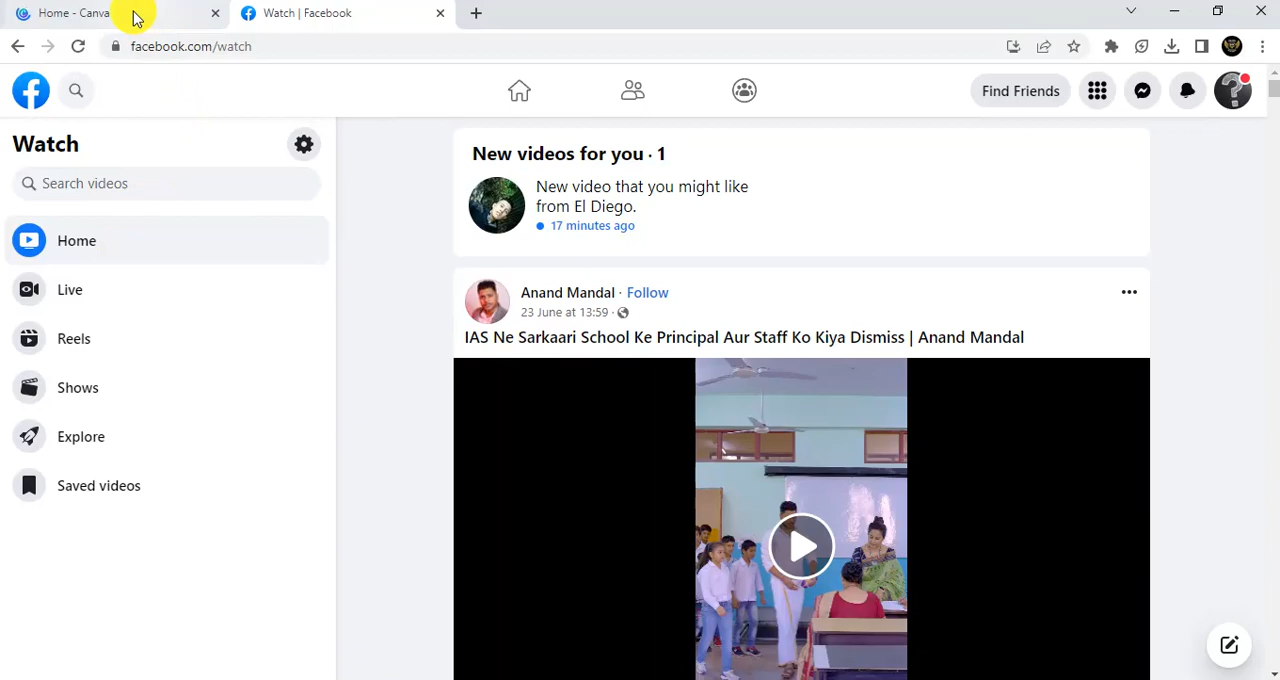 Home - Canva
Watch | Facebook
facebook.com/watch
Find Friends
Watch
Search videos
Home
Live
Reels
Shows
Explore
Saved videos
New videos for you · 1
New video that you might like
from El Diego.
17 minutes ago
Anand Mandal · Follow
23 June at 13:59 ·
IAS Ne Sarkaari School Ke Principal Aur Staff Ko Kiya Dismiss | Anand Mandal